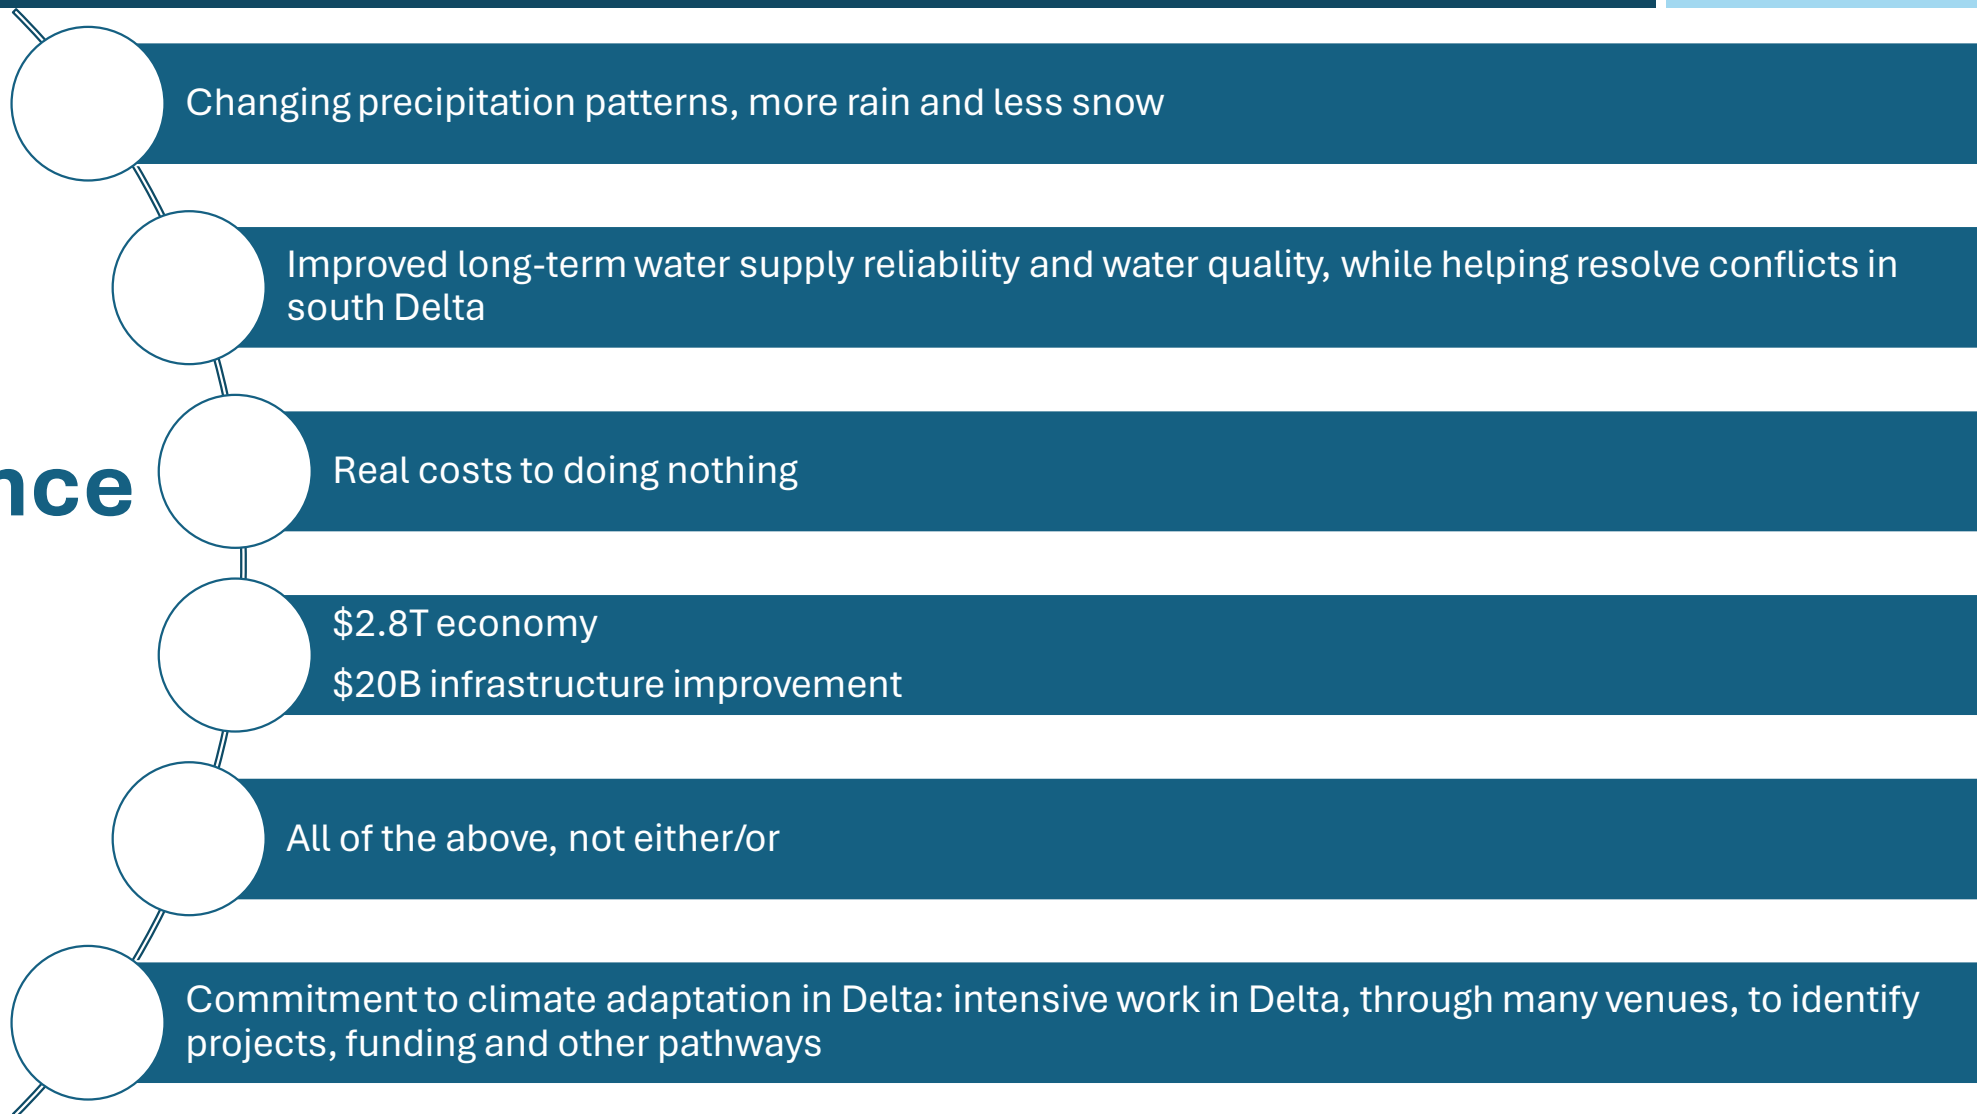 Changing precipitation patterns, more rain and less snow
Improved long-term water supply reliability and water quality, while helping resolve conflicts in
south Delta
Real costs to doing nothing
$2.8T economy
$20B infrastructure improvement
All of the above, not either/or
Commitment to climate adaptation in Delta: intensive work in Delta, through many venues, to identify
projects, funding and other pathways